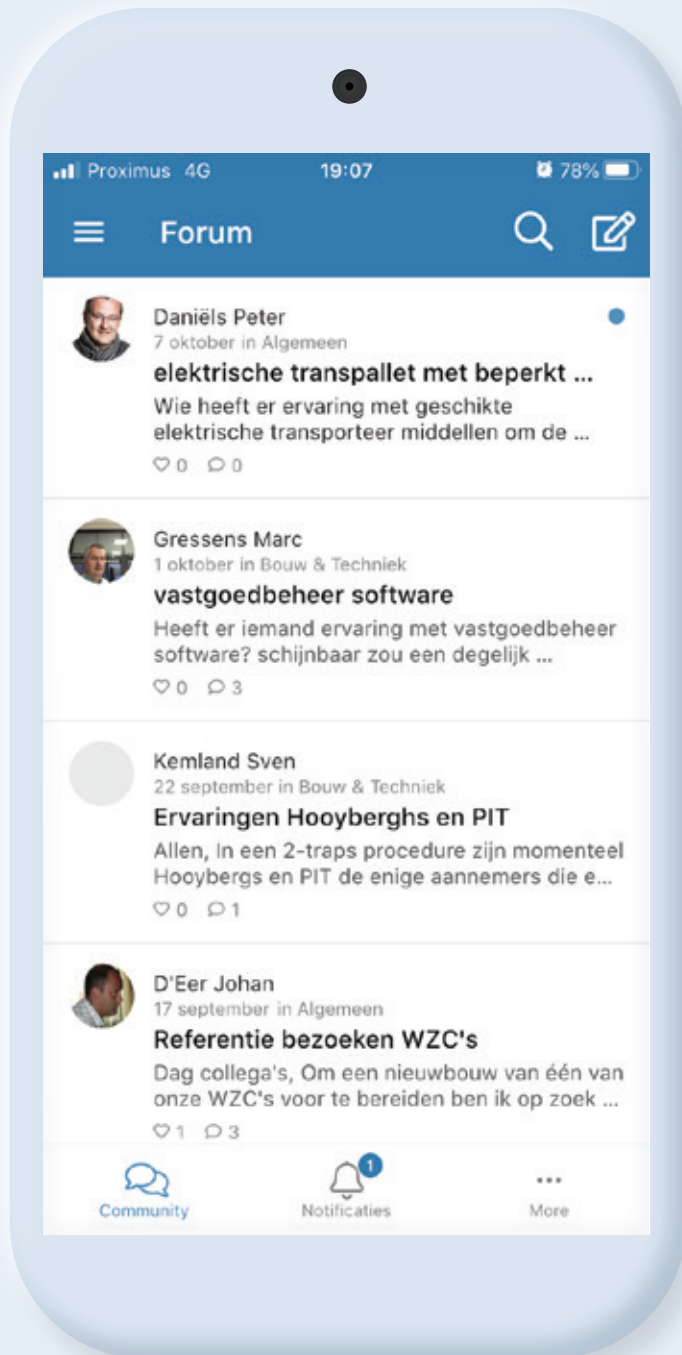 Proximus 4G 19:07 78%
Forum
Daniëls Peter
7 oktober in Algemeen
elektrische transpallet met beperkt ...
Wie heeft er ervaring met geschikte
elektrische transporteer middellen om de ...
0 0
Gressens Marc
1 oktober in Bouw & Techniek
vastgoedbeheer software
Heeft er iemand ervaring met vastgoedbeheer
software? schijnbaar zou een degelijk ...
0 3
Kemland Sven
22 september in Bouw & Techniek
Ervaringen Hooyberghs en PIT
Allen, In een 2-traps procedure zijn momenteel
Hooybergs en PIT de enige aannemers die e...
0 1
D'Eer Johan
17 september in Algemeen
Referentie bezoeken WZC's
Dag collega's, Om een nieuwbouw van één van
onze WZC's voor te bereiden ben ik op zoek ...
1 3
1
Community Notificaties More